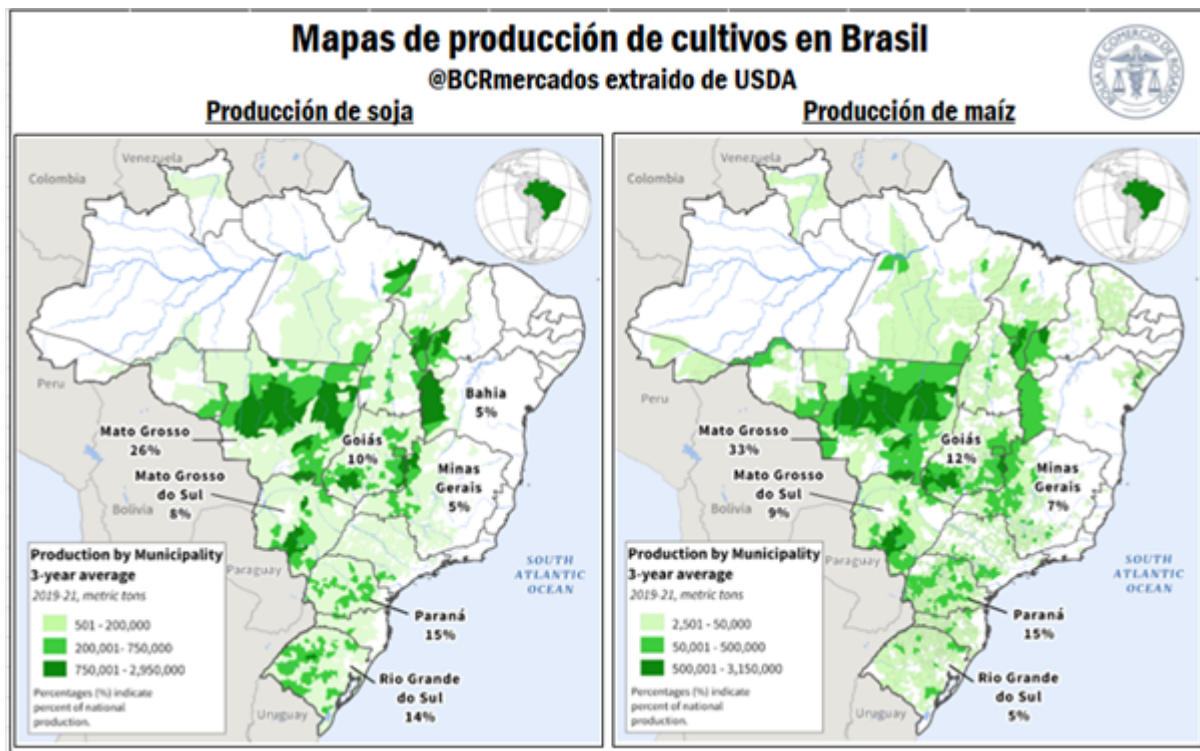 Mapas de producción de cultivos en Brasil
@BCRmercados extraido de USDA
BOLSA DE COMERCIO DE ROSARIO
Producción de soja
Venezuela
Colombia
Peru
Bolivia
Paraguay
Uruguay
Bahia
5%
Mato Grosso
26%
Goiás
10%
Mato Grosso
do Sul
8%
Minas
Gerais
5%
Paraná
15%
Rio Grande
do Sul
14%
SOUTH
ATLANTIC
OCEAN
Production by Municipality
3-year average
2019-21, metric tons
501 - 200,000
200,001 - 750,000
750,001 - 2,950,000
Percentages (%) indicate
percent of national
production.
Producción de maíz
Venezuela
Colombia
Peru
Bolivia
Paraguay
Uruguay
Mato Grosso
33%
Goiás
12%
Mato Grosso
do Sul
9%
Minas
Gerais
7%
Paraná
15%
Rio Grande
do Sul
5%
SOUTH
ATLANTIC
OCEAN
Production by Municipality
3-year average
2019-21, metric tons
2,501 - 50,000
50,001 - 500,000
500,001 - 3,150,000
Percentages (%) indicate
percent of national
production.